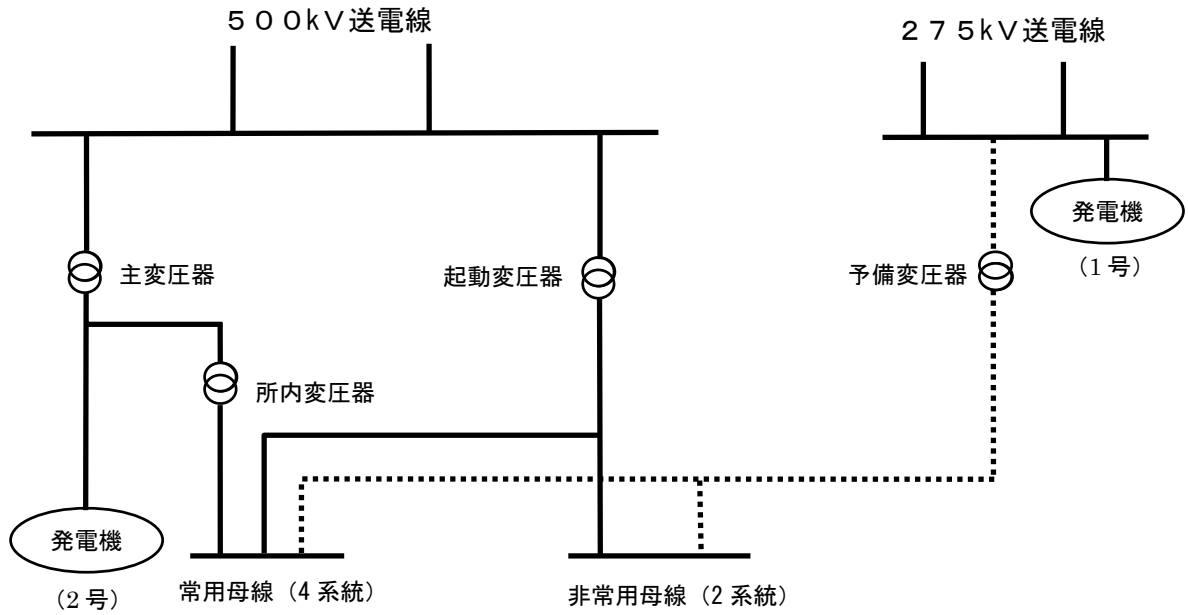 ５００kV送電線
２７５kV送電線
発電機
（1 号）
主変圧器
起動変圧器
予備変圧器
所内変圧器
発電機
（2 号）
常用母線（4 系統）
非常用母線（2 系統）